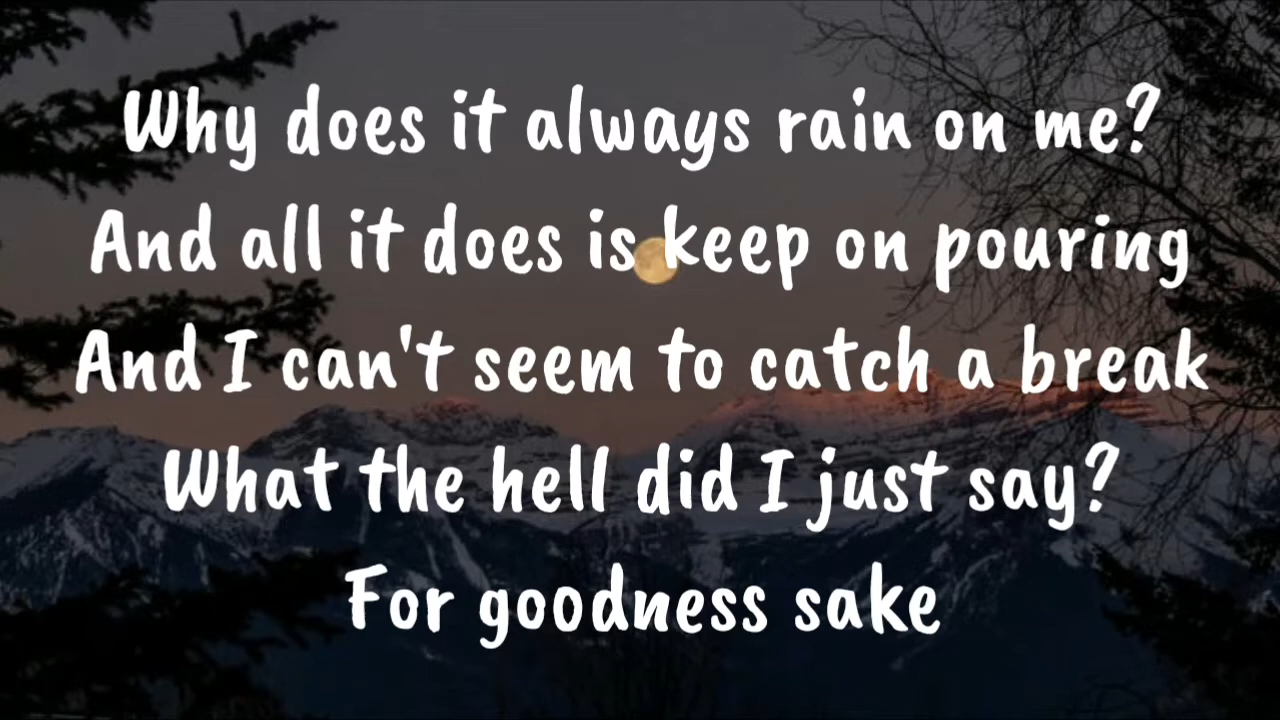 Why does it always rain on me?
And all it does is keep on pouring
And I can't seem to catch a break
What the hell did I just say?
For goodness sake